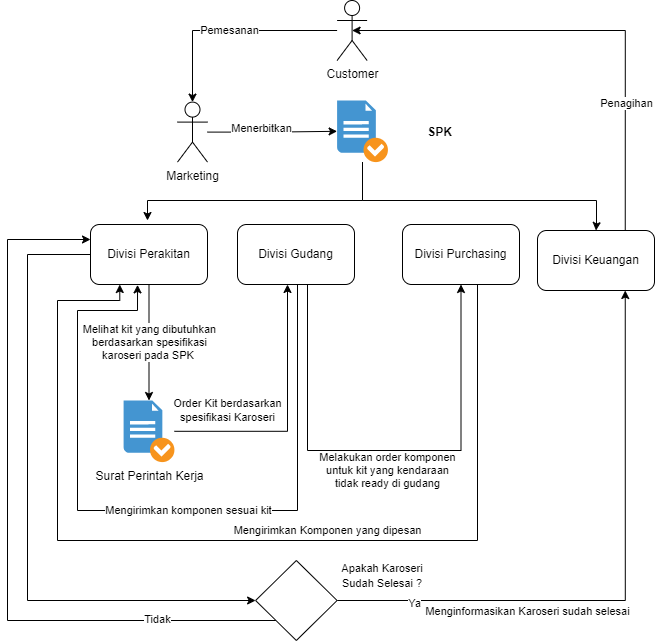 Pemesanan
Customer
Penagihan
Menerbitkan
SPK
Marketing
Divisi Perakitan
Divisi Gudang
Divisi Purchasing
Divisi Keuangan
Melihat kit yang dibutuhkan
berdasarkan spesifikasi
karoseri pada SPK
Order Kit berdasarkan
spesifikasi Karoseri
Surat Perintah Kerja
Melakukan order komponen
untuk kit yang kendaraan
tidak ready di gudang
Mengirimkan komponen sesuai kit
Mengirimkan Komponen yang dipesan
Apakah Karoseri
Sudah Selesai ?
Ya
Menginformasikan Karoseri sudah selesai
Tidak